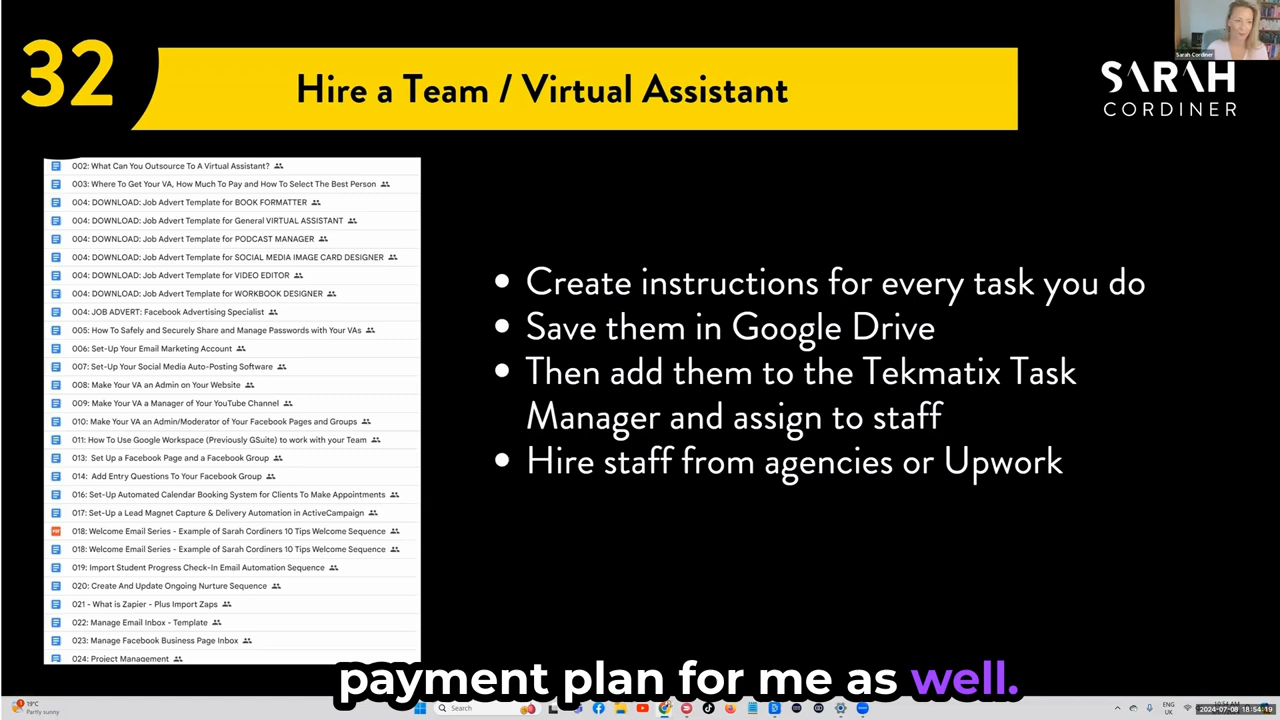 32
Hire a Team / Virtual Assistant
Sarah Cordiner
SARAH
CORDINER
002: What Can You Outsource To A Virtual Assistant?
003: Where To Get Your VA, How Much To Pay and How To Select The Best Person
004: DOWNLOAD: Job Advert Template for BOOK FORMATTER
004: DOWNLOAD: Job Advert Template for General VIRTUAL ASSISTANT
004: DOWNLOAD: Job Advert Template for PODCAST MANAGER
004: DOWNLOAD: Job Advert Template for SOCIAL MEDIA IMAGE CARD DESIGNER
004: DOWNLOAD: Job Advert Template for VIDEO EDITOR
004: DOWNLOAD: Job Advert Template for WORKBOOK DESIGNER
004: JOB ADVERT: Facebook Advertising Specialist
005: How To Safely and Securely Share and Manage Passwords with Your VAs
006: Set-Up Your Email Marketing Account
007: Set-Up Your Social Media Auto-Posting Software
008: Make Your VA an Admin on Your Website
009: Make Your VA a Manager of Your YouTube Channel
010: Make Your VA an Admin/Moderator of Your Facebook Pages and Groups
011: How To Use Google Workspace (Previously GSuite) to work with your Team
013: Set Up a Facebook Page and a Facebook Group
014: Add Entry Questions To Your Facebook Group
016: Set-Up Automated Calendar Booking System for Clients To Make Appointments
017: Set-Up a Lead Magnet Capture & Delivery Automation in ActiveCampaign
018: Welcome Email Series - Example of Sarah Cordiners 10 Tips Welcome Sequence
018: Welcome Email Series - Example of Sarah Cordiners 10 Tips Welcome Sequence
019: Import Student Progress Check-In Email Automation Sequence
020: Create And Update Ongoing Nurture Sequence
021 - What is Zapier - Plus Import Zaps
022: Manage Email Inbox - Template
023: Manage Facebook Business Page Inbox
024: Project Management
• Create instructions for every task you do
• Save them in Google Drive
• Then add them to the Tekmatix Task
Manager and assign to staff
• Hire staff from agencies or Upwork
payment plan for me as well.
19°C
Partly sunny
Search
ENG
UK
2024-07-08 18:54:19